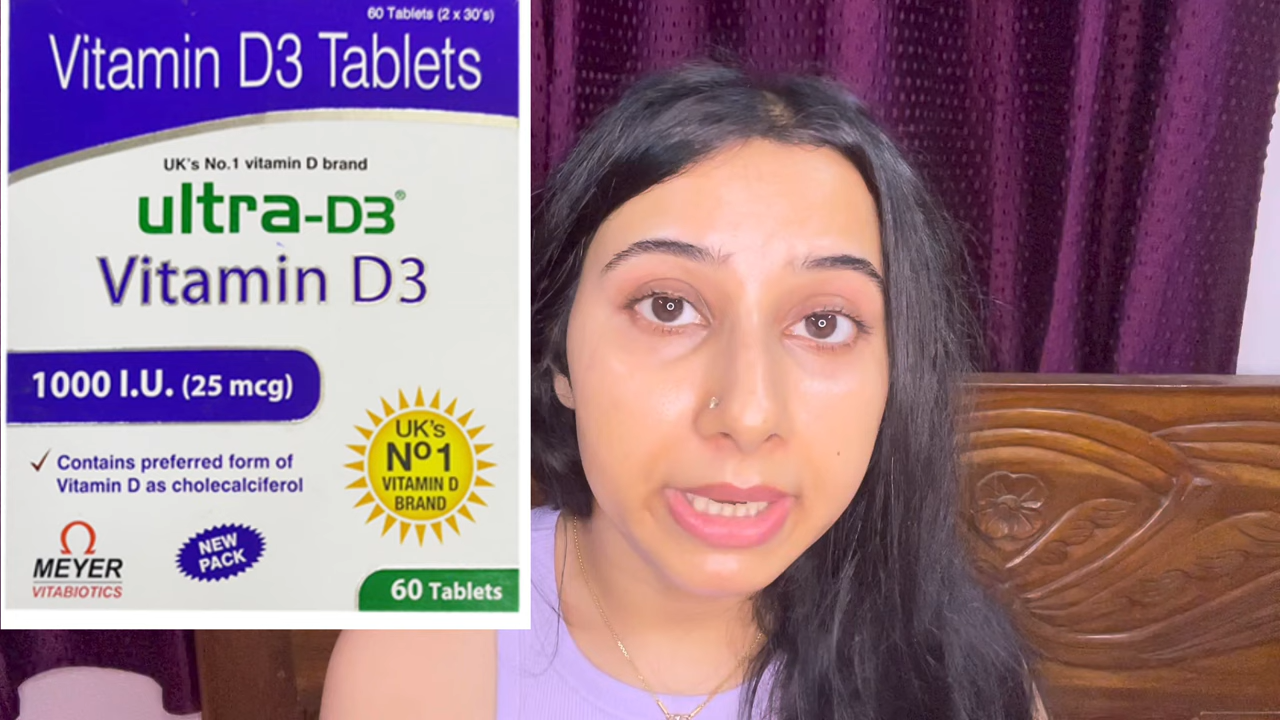 60 Tablets (2 x 30's)
Vitamin D3 Tablets
UK's No.1 vitamin D brand
ultra-D3®
Vitamin D3
1000 I.U. (25 mcg)
✓ Contains preferred form of
Vitamin D as cholecalciferol
UK's
Nº1
VITAMIN D
BRAND
MEYER
VITABIOTICS
NEW
PACK
60 Tablets